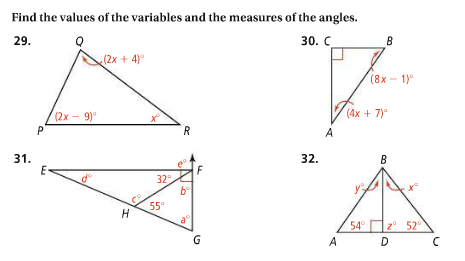 Find the values of the variables and the measures of the angles.
29.
Q
(2x + 4)°
(2x − 9)°
x°
P
R
30.
C
B
(8x − 1)°
(4x + 7)°
A
31.
E
d°
32°
e°
F
b°
c°
55°
H
a°
G
32.
B
y°
x°
54°
z°
52°
A
D
C